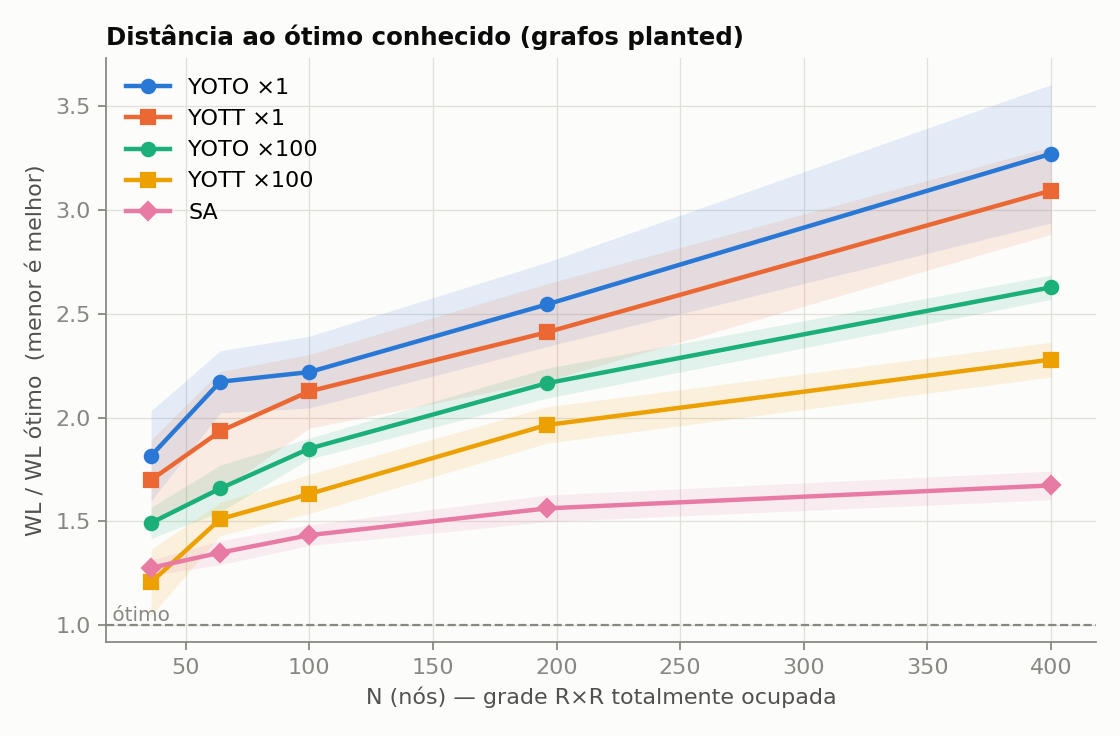 Distância ao ótimo conhecido (grafos planted)
YOTO ×1
YOTT ×1
YOTO ×100
YOTT ×100
SA
3.5
3.0
2.5
2.0
1.5
1.0
WL / WL ótimo  (menor é melhor)
ótimo
50
100
150
200
250
300
350
400
N (nós) — grade R×R totalmente ocupada